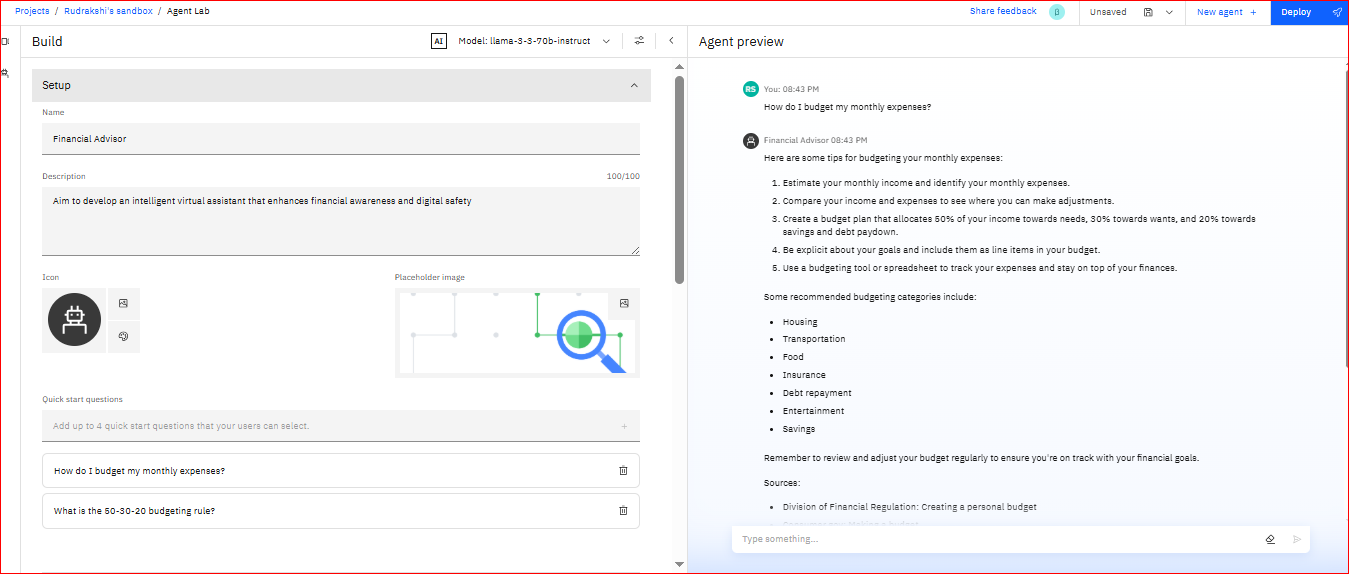 Projects / Rudrakshi's sandbox / Agent Lab
Share feedback β Unsaved New agent + Deploy
Build
AI Model: llama-3-3-70b-instruct
Agent preview
Setup
Name
Financial Advisor
Description 100/100
Aim to develop an intelligent virtual assistant that enhances financial awareness and digital safety
Icon
Placeholder image
Quick start questions
Add up to 4 quick start questions that your users can select. +
How do I budget my monthly expenses?
What is the 50-30-20 budgeting rule?
RS You: 08:43 PM
How do I budget my monthly expenses?
Financial Advisor 08:43 PM
Here are some tips for budgeting your monthly expenses:
1. Estimate your monthly income and identify your monthly expenses.
2. Compare your income and expenses to see where you can make adjustments.
3. Create a budget plan that allocates 50% of your income towards needs, 30% towards wants, and 20% towards
savings and debt paydown.
4. Be explicit about your goals and include them as line items in your budget.
5. Use a budgeting tool or spreadsheet to track your expenses and stay on top of your finances.
Some recommended budgeting categories include:
• Housing
• Transportation
• Food
• Insurance
• Debt repayment
• Entertainment
• Savings
Remember to review and adjust your budget regularly to ensure you're on track with your financial goals.
Sources:
• Division of Financial Regulation: Creating a personal budget
Type something...